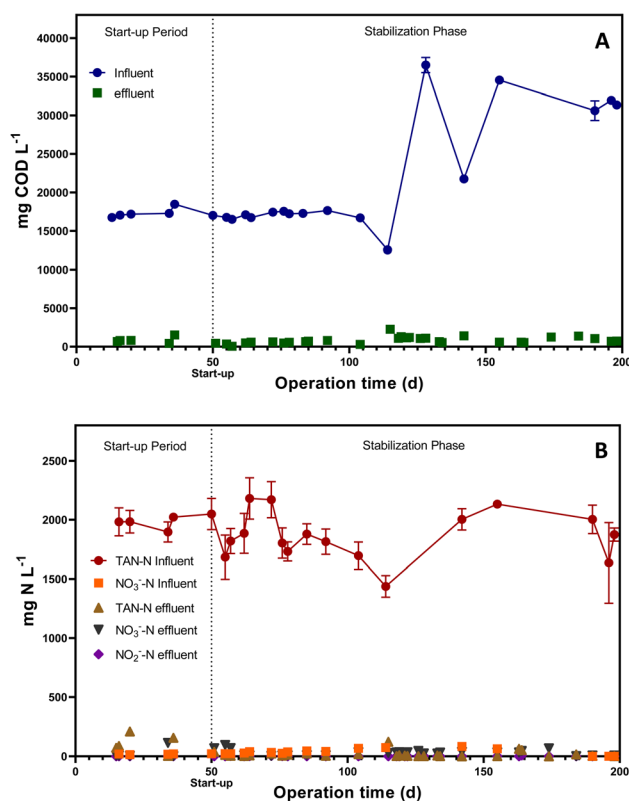 Start-up Period Stabilization Phase A
Influent
effluent
mg COD L⁻¹
40000
35000
30000
25000
20000
15000
10000
5000
0
0 50 100 150 200
Start-up
Operation time (d)
Start-up Period Stabilization Phase B
mg N L⁻¹
2500
2000
1500
1000
500
0
TAN-N Influent
NO₃⁻-N Influent
TAN-N effluent
NO₃⁻-N effluent
NO₂⁻-N effluent
0 50 100 150 200
Start-up
Operation time (d)